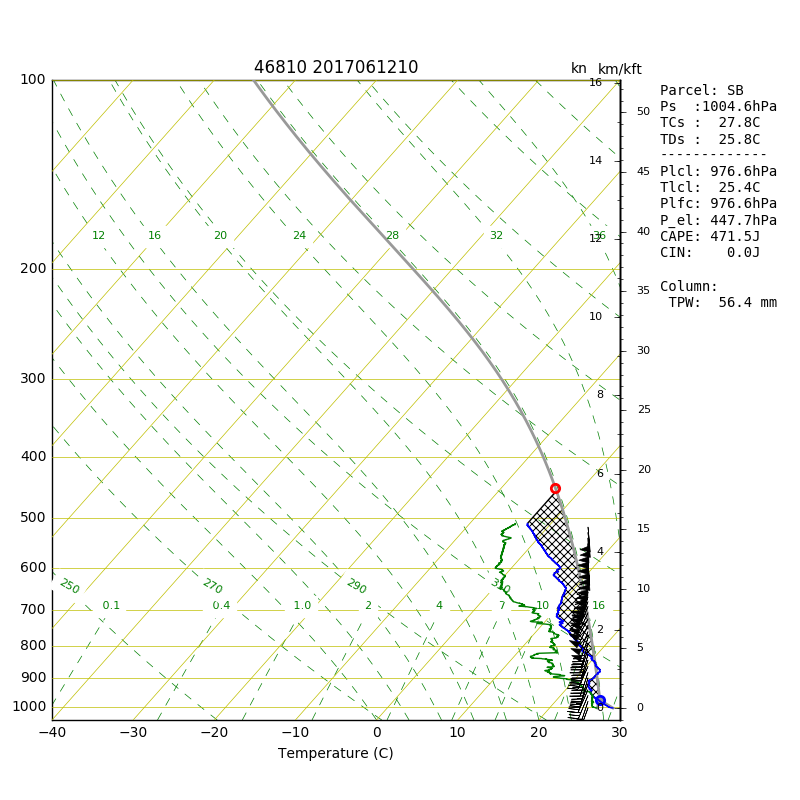 46810 2017061210
kn km/kft
Parcel: SB
Ps :1004.6hPa
TCs : 27.8C
TDs : 25.8C
-------------
Plcl: 976.6hPa
Tlcl: 25.4C
Plfc: 976.6hPa
P_el: 447.7hPa
CAPE: 471.5J
CIN: 0.0J
Column:
TPW: 56.4 mm
100
200
300
400
500
600
700
800
900
1000
16
14
12
10
8
6
4
2
0
50
45
40
35
30
25
20
15
10
5
0
12 16 20 24 28 32 36
250 270 290
0.1 0.4 1.0 2 4 7 10 16
−40 −30 −20 −10 0 10 20 30
Temperature (C)